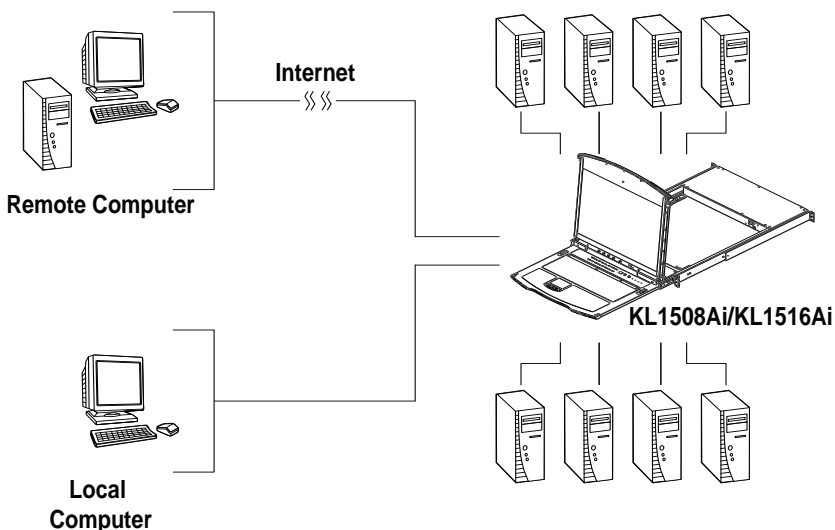 Internet
Remote Computer
KL1508Ai/KL1516Ai
Local
Computer